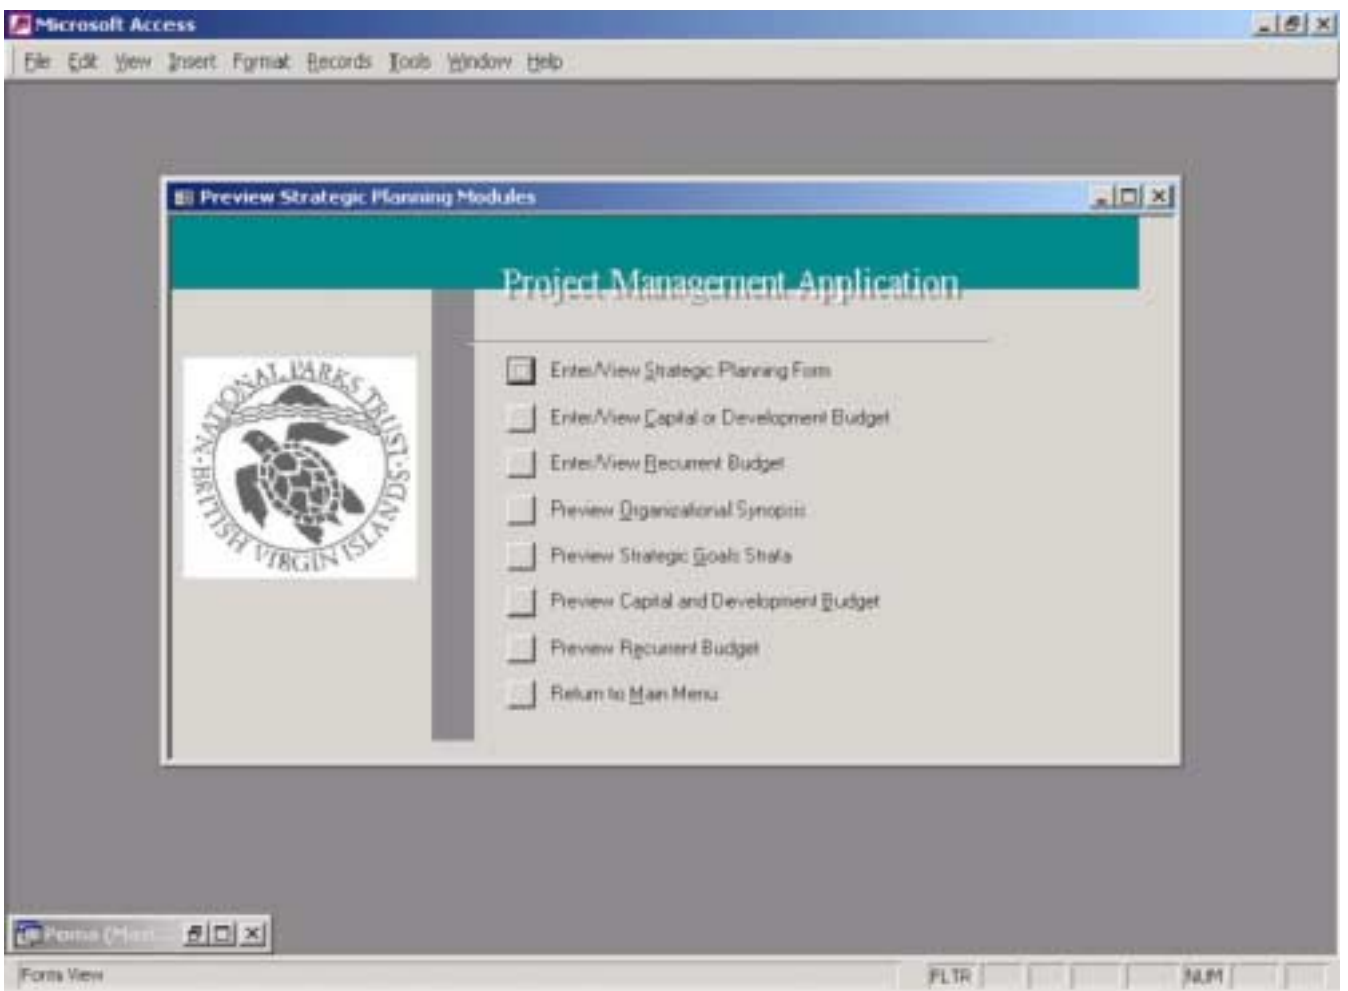 Microsoft Access
File Edit View Insert Format Records Tools Window Help
Preview Strategic Planning Modules
Project Management Application
NATIONAL PARKS TRUST
BRITISH VIRGIN ISLANDS
Enter/View Strategic Planning Form
Enter/View Capital or Development Budget
Enter/View Recurrent Budget
Preview Organizational Synopsis
Preview Strategic Goals Strata
Preview Capital and Development Budget
Preview Recurrent Budget
Return to Main Menu
Form View
FLTR
NUM